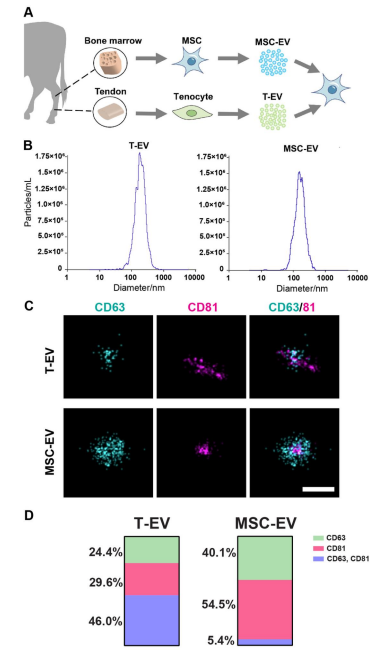 A
Bone marrow
MSC
MSC-EV
Tendon
Tenocyte
T-EV
B
T-EV
MSC-EV
Particles/mL
1.75×10⁶
1.5×10⁶
1.25×10⁶
1.0×10⁶
7.5×10⁵
5.0×10⁵
2.5×10⁵
0
1 10 100 1000 10000
Diameter/nm
1.75×10⁶
1.5×10⁶
1.25×10⁶
1.0×10⁶
7.5×10⁵
5.0×10⁵
2.5×10⁵
0
1 10 100 1000 10000
Diameter/nm
C
CD63 CD81 CD63/81
T-EV
MSC-EV
D
T-EV MSC-EV
24.4%
29.6%
46.0%
40.1%
54.5%
5.4%
CD63
CD81
CD63, CD81